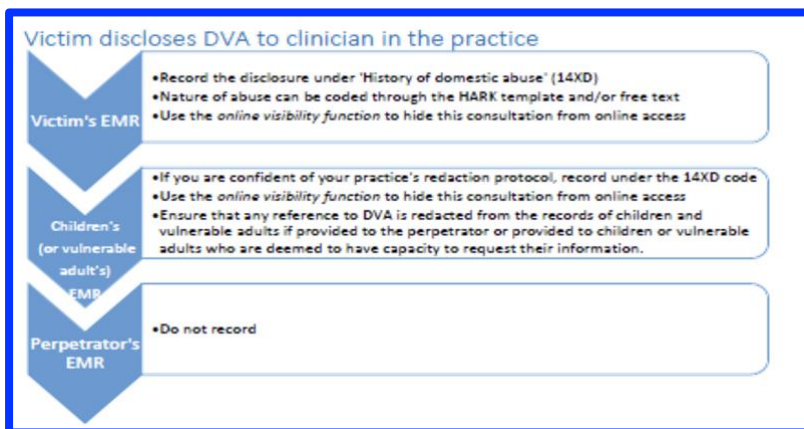 Victim discloses DVA to clinician in the practice
Victim's EMR
•Record the disclosure under 'History of domestic abuse' (14XD)
•Nature of abuse can be coded through the HARK template and/or free text
•Use the online visibility function to hide this consultation from online access
Children's
(or vulnerable
adult's)
EMR
•If you are confident of your practice's redaction protocol, record under the 14XD code
•Use the online visibility function to hide this consultation from online access
•Ensure that any reference to DVA is redacted from the records of children and
vulnerable adults if provided to the perpetrator or provided to children or vulnerable
adults who are deemed to have capacity to request their information.
Perpetrator's
EMR
•Do not record